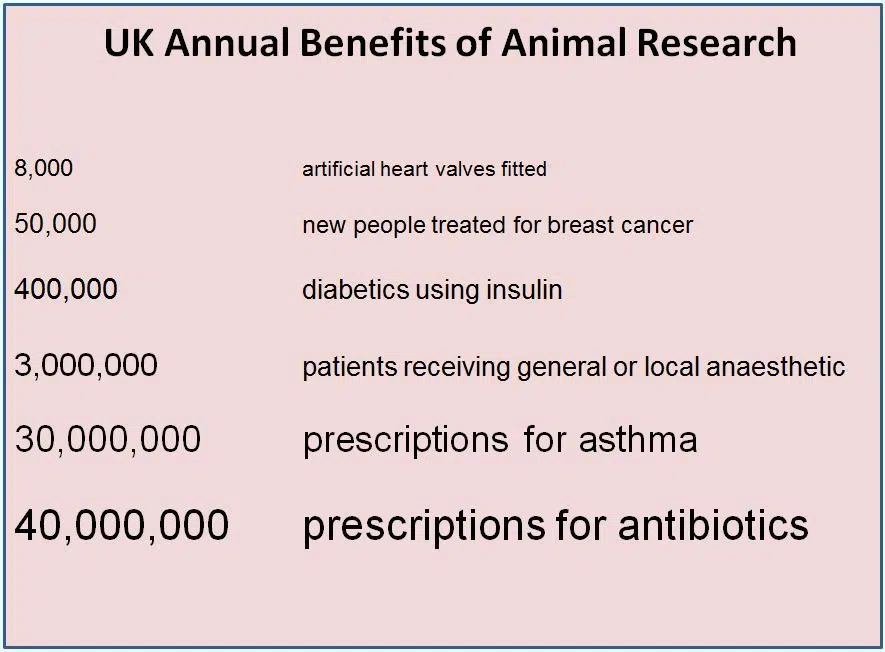 UK Annual Benefits of Animal Research
8,000 artificial heart valves fitted
50,000 new people treated for breast cancer
400,000 diabetics using insulin
3,000,000 patients receiving general or local anaesthetic
30,000,000 prescriptions for asthma
40,000,000 prescriptions for antibiotics